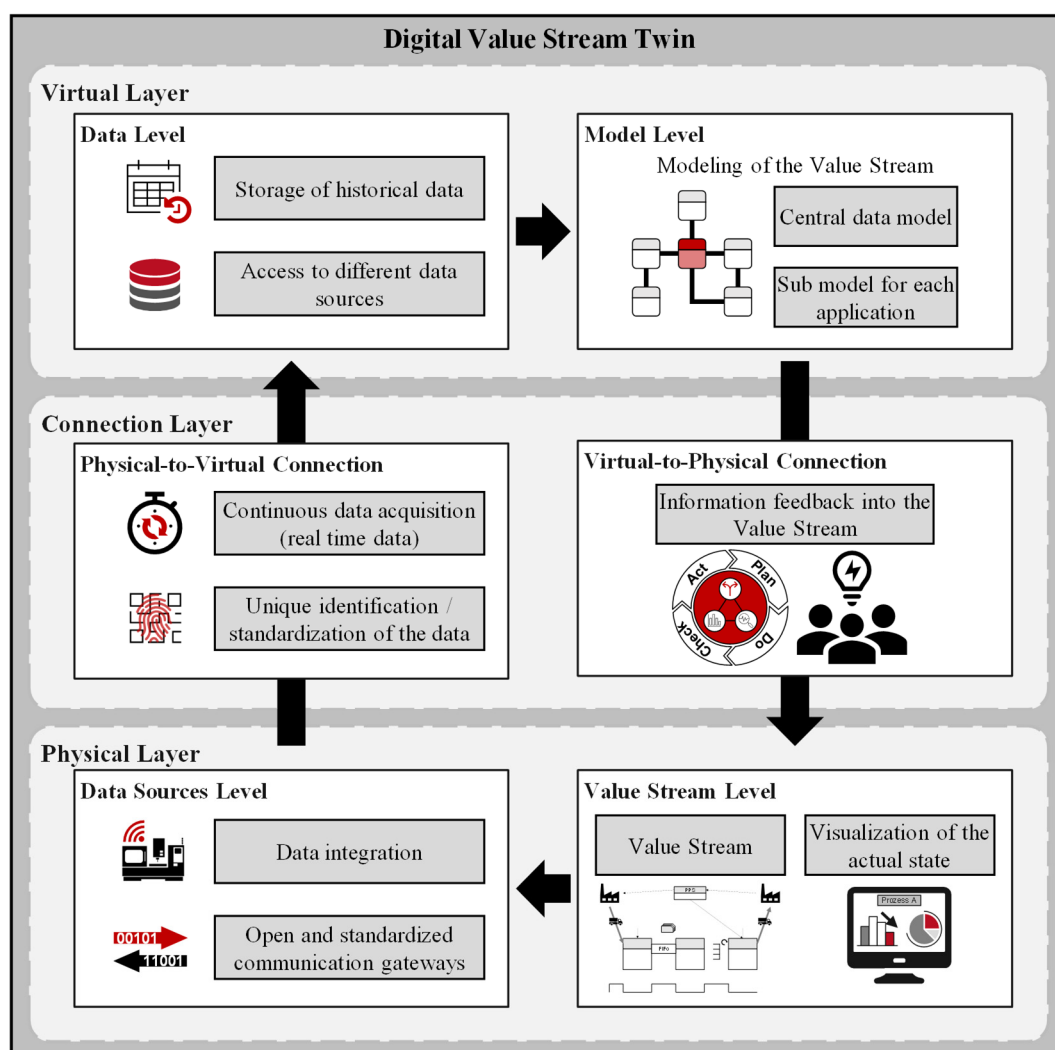 Digital Value Stream Twin
Virtual Layer
Data Level
Storage of historical data
Access to different data
sources
Model Level
Modeling of the Value Stream
Central data model
Sub model for each
application
Connection Layer
Physical-to-Virtual Connection
Continuous data acquisition
(real time data)
Unique identification /
standardization of the data
Virtual-to-Physical Connection
Information feedback into the
Value Stream
Act
Plan
Check
Do
Physical Layer
Data Sources Level
Data integration
00101
11001
Open and standardized
communication gateways
Value Stream Level
Value Stream
PPS
FIFO
Visualization of the
actual state
Prozess A